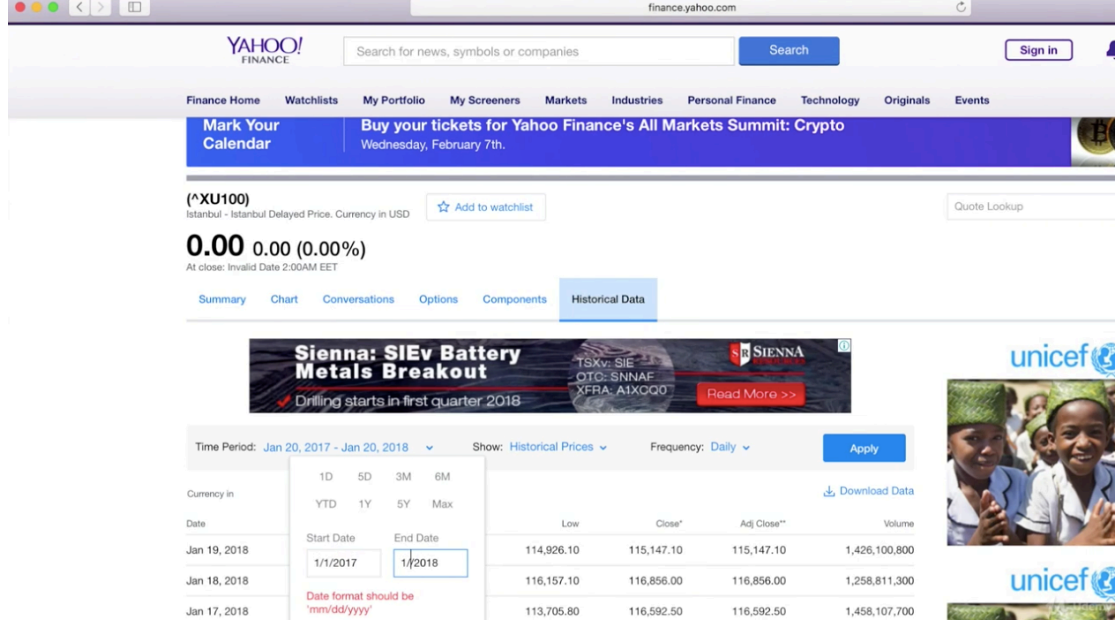 finance.yahoo.com
YAHOO!
FINANCE
Search for news, symbols or companies
Search
Sign in
Finance Home Watchlists My Portfolio My Screeners Markets Industries Personal Finance Technology Originals Events
Mark Your
Calendar
Buy your tickets for Yahoo Finance's All Markets Summit: Crypto
Wednesday, February 7th.
(^XU100)
Istanbul - Istanbul Delayed Price. Currency in USD
Add to watchlist
Quote Lookup
0.00 0.00 (0.00%)
At close: Invalid Date 2:00AM EET
Summary Chart Conversations Options Components Historical Data
Sienna: SIEv Battery
Metals Breakout
Drilling starts in first quarter 2018
TSXv: SIE
OTC: SNNAF
XFRA: A1XCQ0
SR SIENNA
Read More >>
unicef
Time Period: Jan 20, 2017 - Jan 20, 2018 Show: Historical Prices Frequency: Daily Apply
1D 5D 3M 6M
YTD 1Y 5Y Max
Start Date End Date
1/1/2017 1//2018
Date format should be
'mm/dd/yyyy'
Currency in
Download Data
Date Low Close* Adj Close** Volume
Jan 19, 2018 114,926.10 115,147.10 115,147.10 1,426,100,800
Jan 18, 2018 116,157.10 116,856.00 116,856.00 1,258,811,300
Jan 17, 2018 113,705.80 116,592.50 116,592.50 1,458,107,700
unicef